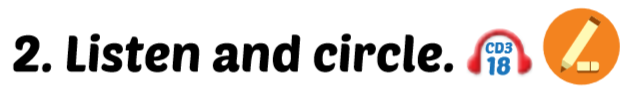 2. Listen and circle. CD3
18